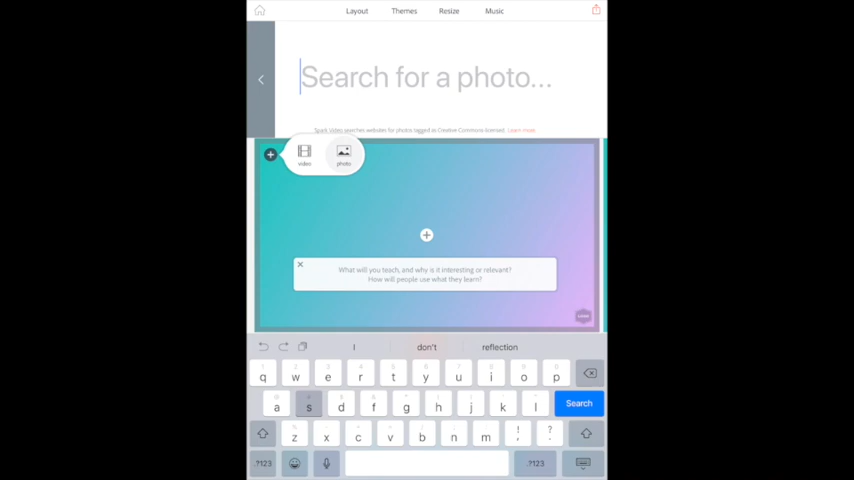 Layout Themes Resize Music
Search for a photo...
Spark Video searches websites for photos tagged as Creative Commons licensed. Learn more
video photo
What will you teach, and why is it interesting or relevant?
How will people use what they learn?
I don't reflection
q w e r t y u i o p
a s d f g h j k l Search
z x c v b n m ! ?
, .
.?123 .?123